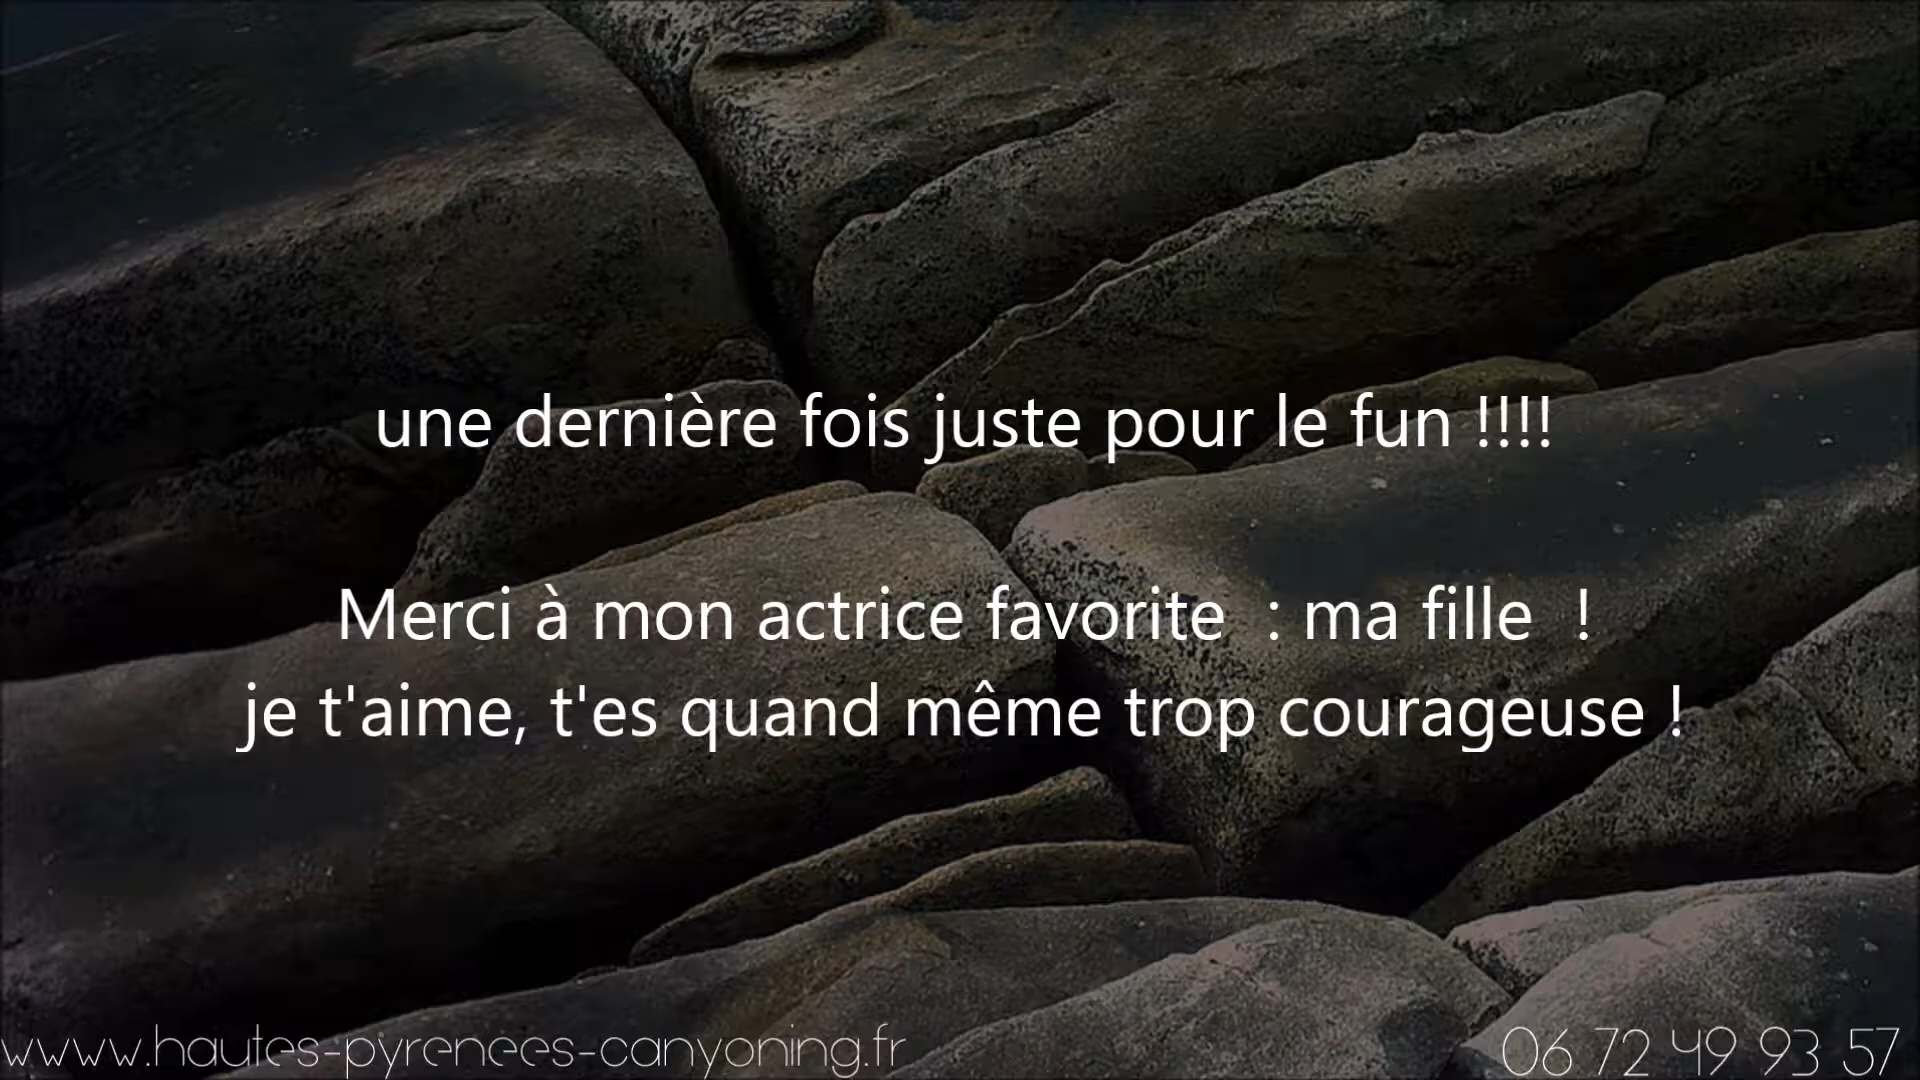 une dernière fois juste pour le fun !!!!
Merci à mon actrice favorite  : ma fille  !
je t'aime, t'es quand même trop courageuse !
www.hautes-pyrenees-canyoning.fr
06 72 49 93 57